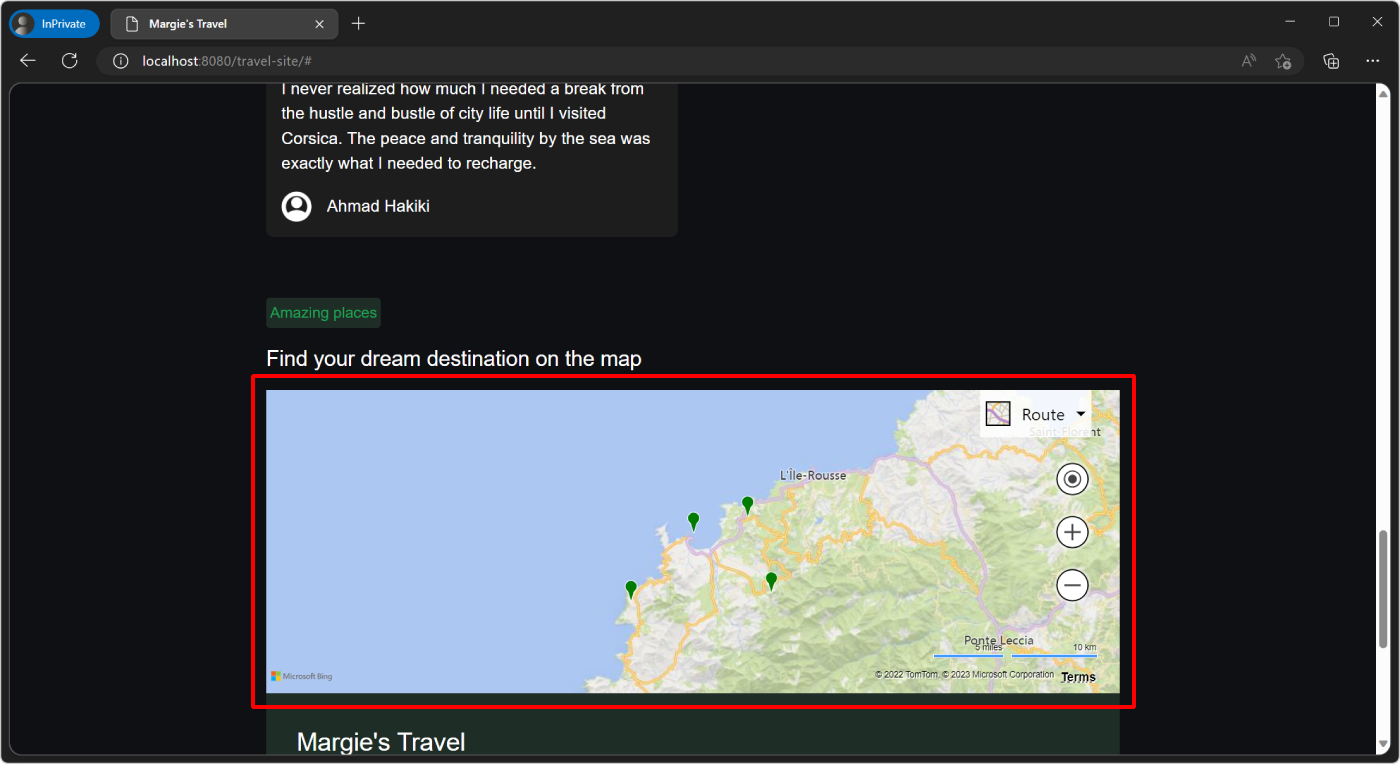 InPrivate
Margie's Travel
localhost:8080/travel-site/#
I never realized how much I needed a break from
the hustle and bustle of city life until I visited
Corsica. The peace and tranquility by the sea was
exactly what I needed to recharge.
Ahmad Hakiki
Amazing places
Find your dream destination on the map
Route
Saint-Florent
L'Île-Rousse
Ponte Leccia
5 miles 10 km
Microsoft Bing
© 2022 TomTom, © 2023 Microsoft Corporation Terms
Margie's Travel